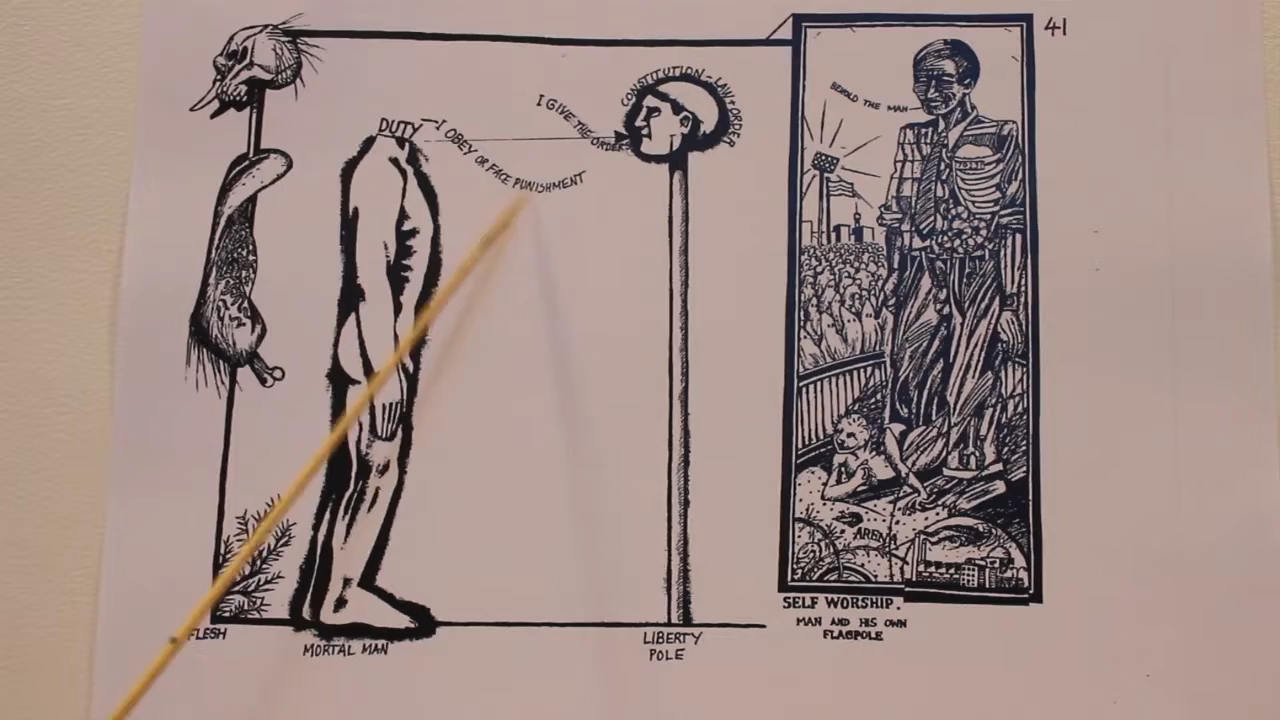 41
CONSTITUTION - LAW & ORDER
I GIVE THE ORDER
DUTY - I OBEY OR FACE PUNISHMENT
BEHOLD THE MAN
ARENA
FLESH
MORTAL MAN
LIBERTY
POLE
SELF WORSHIP.
MAN AND HIS OWN
FLAGPOLE